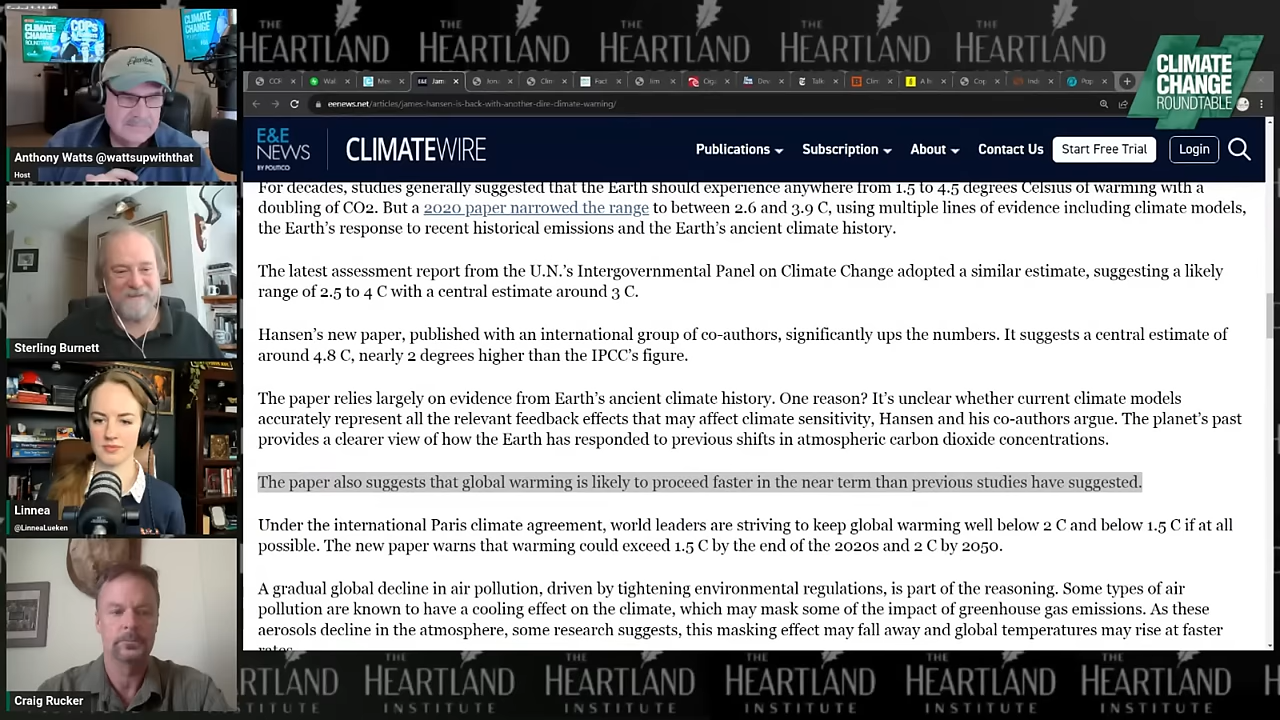 CLIMATE
CHANGE
ROUNDTABLE
COPs
Anthony Watts @wattsupwiththat
Host
Sterling Burnett
Linnea
@LinneaLueken
Craig Rucker
THE HEARTLAND INSTITUTE
CLIMATE
CHANGE
ROUNDTABLE
eenews.net/articles/james-hansen-is-back-with-another-dire-climate-warning/
E&E
NEWS
BY POLITICO
CLIMATEWIRE
Publications
Subscription
About
Contact Us
Start Free Trial
Login
For decades, studies generally suggested that the Earth should experience anywhere from 1.5 to 4.5 degrees Celsius of warming with a
doubling of CO2. But a 2020 paper narrowed the range to between 2.6 and 3.9 C, using multiple lines of evidence including climate models,
the Earth's response to recent historical emissions and the Earth's ancient climate history.
The latest assessment report from the U.N.'s Intergovernmental Panel on Climate Change adopted a similar estimate, suggesting a likely
range of 2.5 to 4 C with a central estimate around 3 C.
Hansen's new paper, published with an international group of co-authors, significantly ups the numbers. It suggests a central estimate of
around 4.8 C, nearly 2 degrees higher than the IPCC's figure.
The paper relies largely on evidence from Earth's ancient climate history. One reason? It's unclear whether current climate models
accurately represent all the relevant feedback effects that may affect climate sensitivity, Hansen and his co-authors argue. The planet's past
provides a clearer view of how the Earth has responded to previous shifts in atmospheric carbon dioxide concentrations.
The paper also suggests that global warming is likely to proceed faster in the near term than previous studies have suggested.
Under the international Paris climate agreement, world leaders are striving to keep global warming well below 2 C and below 1.5 C if at all
possible. The new paper warns that warming could exceed 1.5 C by the end of the 2020s and 2 C by 2050.
A gradual global decline in air pollution, driven by tightening environmental regulations, is part of the reasoning. Some types of air
pollution are known to have a cooling effect on the climate, which may mask some of the impact of greenhouse gas emissions. As these
aerosols decline in the atmosphere, some research suggests, this masking effect may fall away and global temperatures may rise at faster
rates.